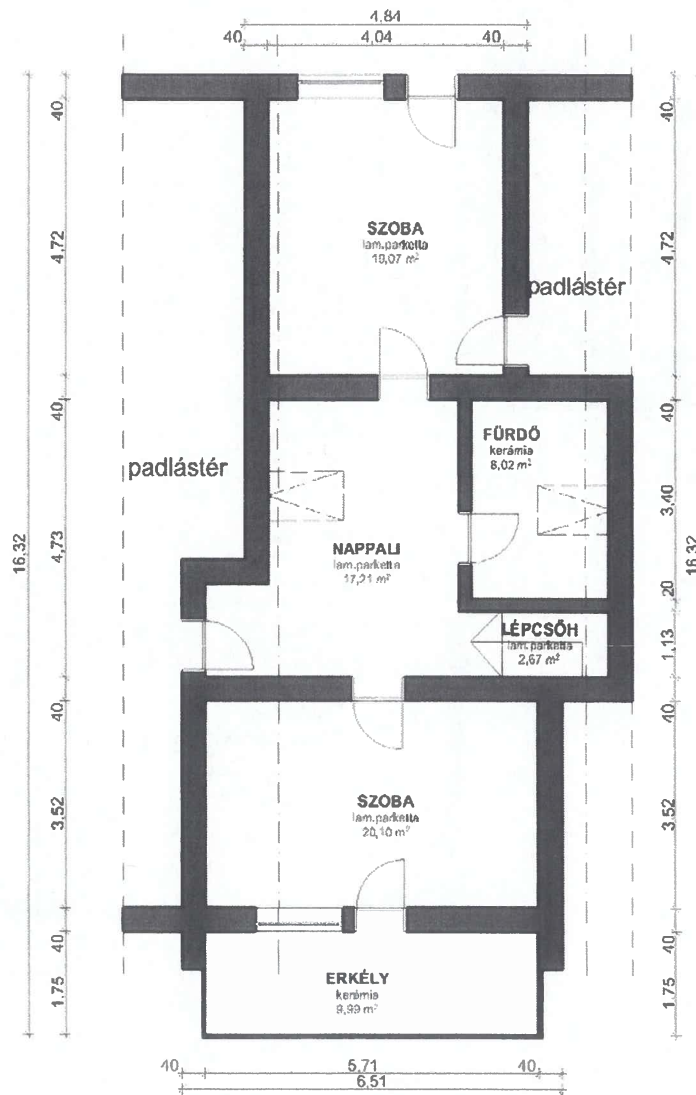 4,84
40 4,04 40
40
40
SZOBA
lam.parketta
19,07 m²
4,72
4,72
padlástér
40
40
FÜRDŐ
kerámia
8,02 m²
padlástér
3,40
16,32
16,32
4,73
NAPPALI
lam.parketta
17,21 m²
20
LÉPCSŐH
lam.parketta
2,67 m²
1,13
40
40
SZOBA
lam.parketta
20,10 m²
3,52
3,52
40
40
ERKÉLY
kerámia
9,99 m²
1,75
1,75
40 5,71 40
6,51